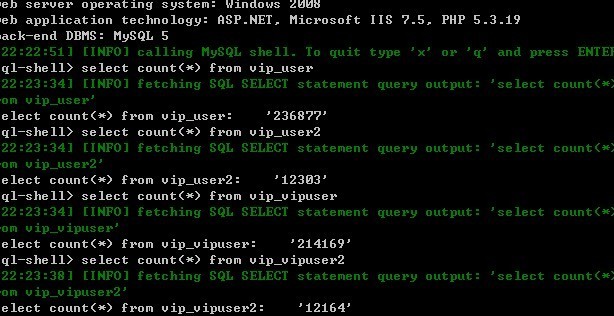 eb server operating system: Windows 2008
eb application technology: ASP.NET, Microsoft IIS 7.5, PHP 5.3.19
ack-end DBMS: MySQL 5
22:22:51] [INFO] calling MySQL shell. To quit type 'x' or 'q' and press ENTE
ql-shell> select count(*) from vip_user
22:23:34] [INFO] fetching SQL SELECT statement query output: 'select count(*)
om vip_user'
elect count(*) from vip_user:    '236877'
ql-shell> select count(*) from vip_user2
22:23:34] [INFO] fetching SQL SELECT statement query output: 'select count(*)
om vip_user2'
elect count(*) from vip_user2:    '12303'
ql-shell> select count(*) from vip_vipuser
22:23:34] [INFO] fetching SQL SELECT statement query output: 'select count(*)
om vip_vipuser'
elect count(*) from vip_vipuser:    '214169'
ql-shell> select count(*) from vip_vipuser2
22:23:38] [INFO] fetching SQL SELECT statement query output: 'select count(*)
om vip_vipuser2'
elect count(*) from vip_vipuser2:    '12164'